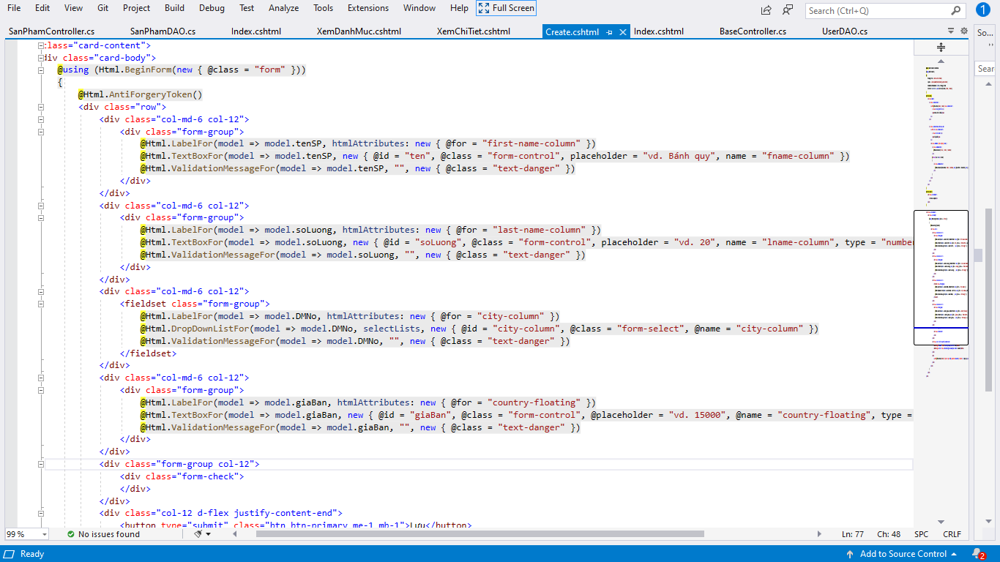 File Edit View Git Project Build Debug Test Analyze Tools Extensions Window Help Full Screen Search (Ctrl+Q) 1
SanPhamController.cs SanPhamDAO.cs Index.cshtml XemDanhMuc.cshtml XemChiTiet.cshtml Create.cshtml Index.cshtml BaseController.cs UserDAO.cs So...
class="card-content">
div class="card-body">
@using (Html.BeginForm(new { @class = "form" }))
Sear
{
@Html.AntiForgeryToken()
<div class="row">
<div class="col-md-6 col-12">
<div class="form-group">
@Html.LabelFor(model => model.tenSP, htmlAttributes: new { @for = "first-name-column" })
@Html.TextBoxFor(model => model.tenSP, new { @id = "ten", @class = "form-control", placeholder = "vd. Bánh quy", name = "fname-column" })
@Html.ValidationMessageFor(model => model.tenSP, "", new { @class = "text-danger" })
</div>
</div>
<div class="col-md-6 col-12">
<div class="form-group">
@Html.LabelFor(model => model.soLuong, htmlAttributes: new { @for = "last-name-column" })
@Html.TextBoxFor(model => model.soLuong, new { @id = "soLuong", @class = "form-control", placeholder = "vd. 20", name = "lname-column", type = "number
@Html.ValidationMessageFor(model => model.soLuong, "", new { @class = "text-danger" })
</div>
</div>
<div class="col-md-6 col-12">
<fieldset class="form-group">
@Html.LabelFor(model => model.DMNo, htmlAttributes: new { @for = "city-column" })
@Html.DropDownListFor(model => model.DMNo, selectLists, new { @id = "city-column", @class = "form-select", @name = "city-column" })
@Html.ValidationMessageFor(model => model.DMNo, "", new { @class = "text-danger" })
</fieldset>
</div>
<div class="col-md-6 col-12">
<div class="form-group">
@Html.LabelFor(model => model.giaBan, htmlAttributes: new { @for = "country-floating" })
@Html.TextBoxFor(model => model.giaBan, new { @id = "giaBan", @class = "form-control", @placeholder = "vd. 15000", @name = "country-floating", type =
@Html.ValidationMessageFor(model => model.giaBan, "", new { @class = "text-danger" })
</div>
</div>
<div class="form-group col-12">
<div class="form-check">
</div>
</div>
<div class="col-12 d-flex justify-content-end">
<button type="submit" class="btn btn-primary me-1 mb-1">Lưu</button>
99 % No issues found Ln: 77 Ch: 48 SPC CRLF
Ready Add to Source Control 2